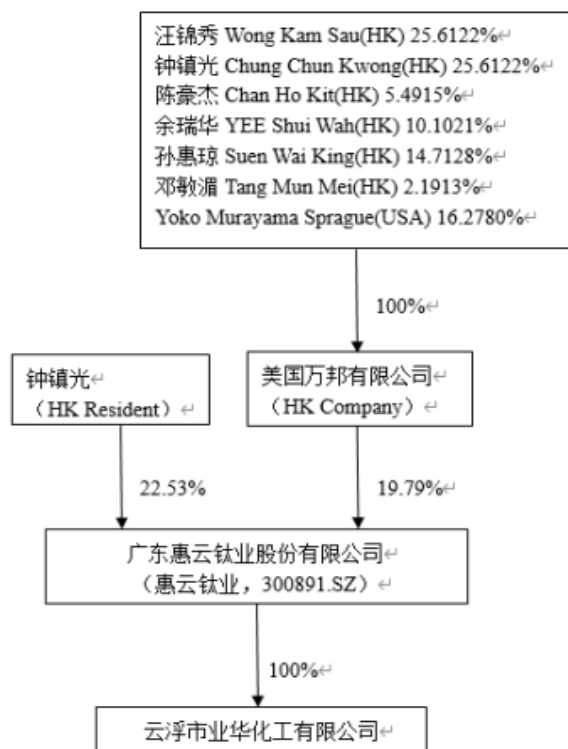 汪锦秀 Wong Kam Sau(HK) 25.6122%↵
钟镇光 Chung Chun Kwong(HK) 25.6122%↵
陈豪杰 Chan Ho Kit(HK) 5.4915%↵
余瑞华 YEE Shui Wah(HK) 10.1021%↵
孙惠琼 Suen Wai King(HK) 14.7128%↵
邓敏湄 Tang Mun Mei(HK) 2.1913%↵
Yoko Murayama Sprague(USA) 16.2780%↵
100%↵
钟镇光↵
（HK Resident）↵
美国万邦有限公司↵
（HK Company）↵
22.53%
19.79%↵
广东惠云钛业股份有限公司↵
（惠云钛业，300891.SZ）↵
100%↵
云浮市业华化工有限公司↵